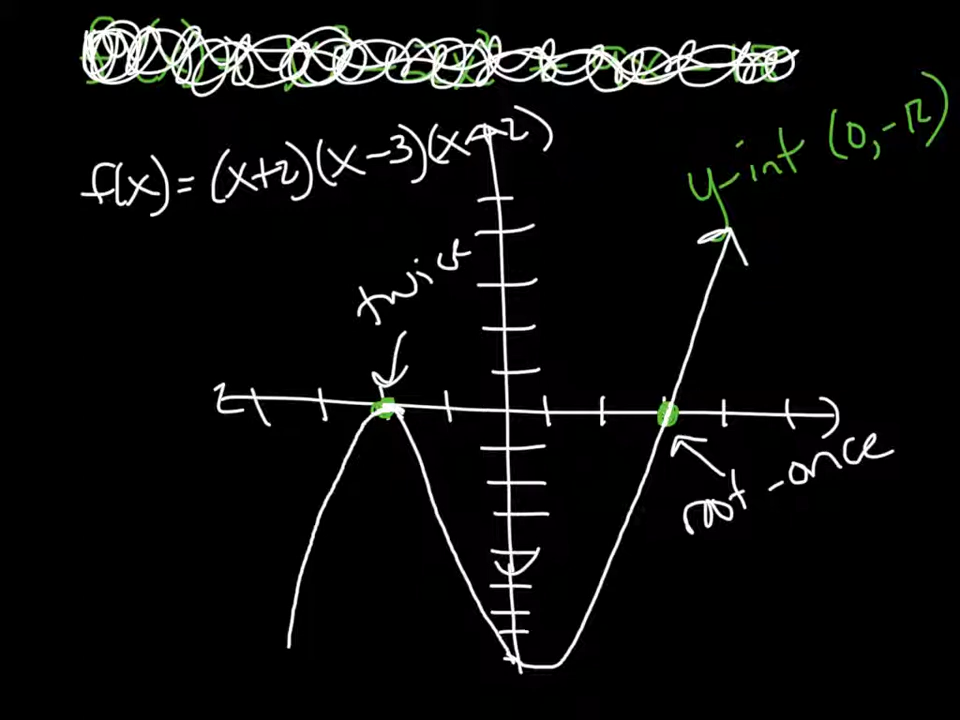 y-int (0,-12)
f(x) = (x+2)(x-3)(x+2)
twice
root-once